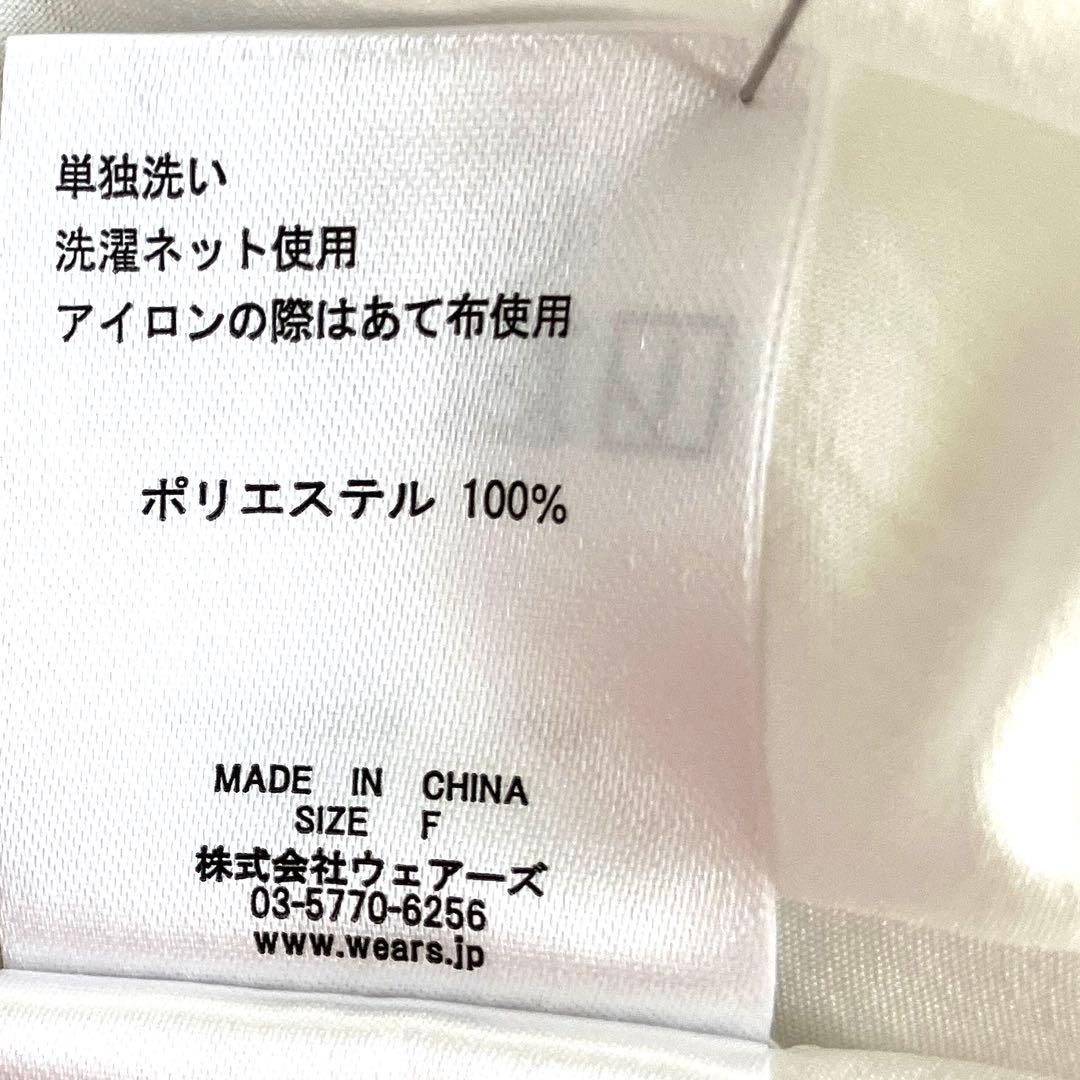 単独洗い
洗濯ネット使用
アイロンの際はあて布使用
ポリエステル 100%
MADE IN CHINA
SIZE F
株式会社ウェアーズ
03-5770-6256
www.wears.jp